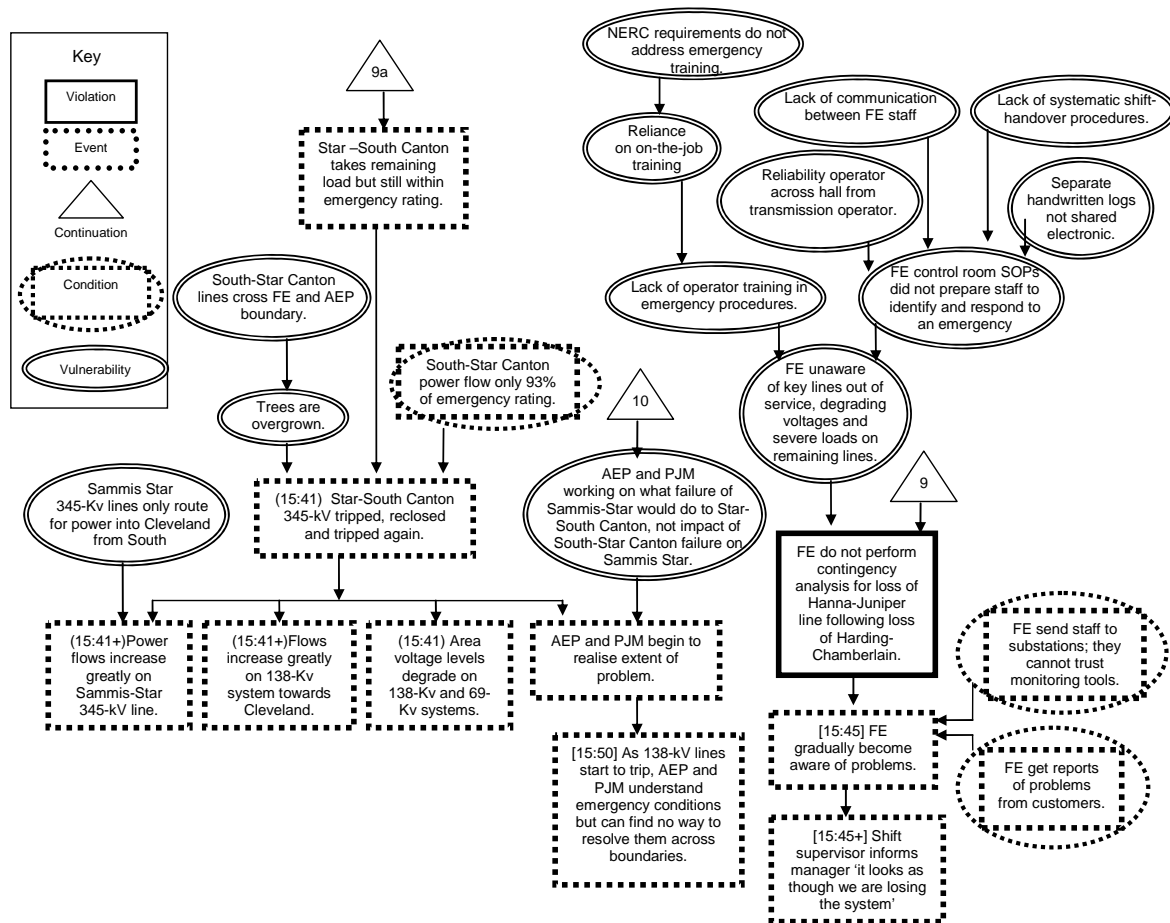 Key
Violation
Event
Continuation
Condition
Vulnerability
9a
Star –South Canton
takes remaining
load but still within
emergency rating.
South-Star Canton
lines cross FE and AEP
boundary.
Trees are
overgrown.
South-Star Canton
power flow only 93%
of emergency rating.
Sammis Star
345-Kv lines only route
for power into Cleveland
from South
(15:41) Star-South Canton
345-kV tripped, reclosed
and tripped again.
10
AEP and PJM
working on what failure of
Sammis-Star would do to Star-
South Canton, not impact of
South-Star Canton failure on
Sammis Star.
(15:41+)Power
flows increase
greatly on
Sammis-Star
345-kV line.
(15:41+)Flows
increase greatly
on 138-Kv
system towards
Cleveland.
(15:41) Area
voltage levels
degrade on
138-Kv and 69-
Kv systems.
AEP and PJM begin to
realise extent of
problem.
[15:50] As 138-kV lines
start to trip, AEP and
PJM understand
emergency conditions
but can find no way to
resolve them across
boundaries.
NERC requirements do not
address emergency
training.
Reliance
on on-the-job
training
Lack of communication
between FE staff
Lack of systematic shift-
handover procedures.
Reliability operator
across hall from
transmission operator.
Separate
handwritten logs
not shared
electronic.
Lack of operator training in
emergency procedures.
FE control room SOPs
did not prepare staff to
identify and respond to
an emergency
FE unaware
of key lines out of
service, degrading
voltages and
severe loads on
remaining lines.
9
FE do not perform
contingency
analysis for loss of
Hanna-Juniper
line following loss
of Harding-
Chamberlain.
FE send staff to
substations; they
cannot trust
monitoring tools.
[15:45] FE
gradually become
aware of problems.
FE get reports
of problems
from customers.
[15:45+] Shift
supervisor informs
manager ‘it looks as
though we are losing
the system’